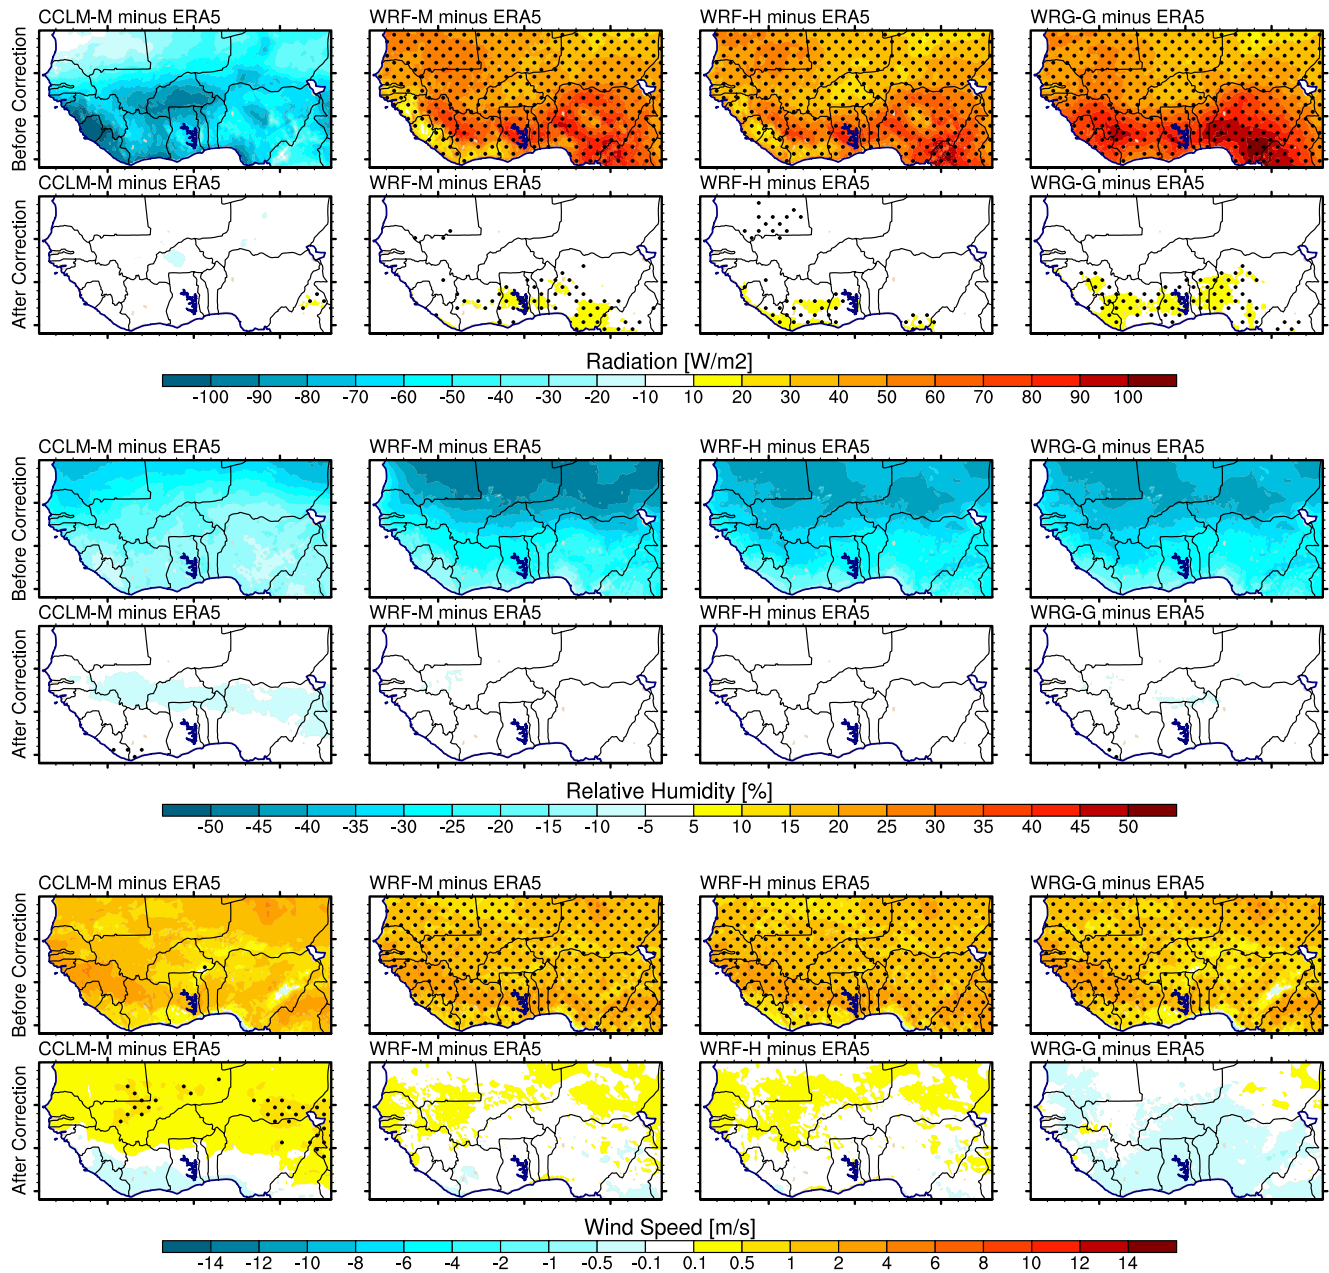 CCLM-M minus ERA5 WRF-M minus ERA5 WRF-H minus ERA5 WRG-G minus ERA5
Before Correction
CCLM-M minus ERA5 WRF-M minus ERA5 WRF-H minus ERA5 WRG-G minus ERA5
After Correction
Radiation [W/m2]
-100 -90 -80 -70 -60 -50 -40 -30 -20 -10 10 20 30 40 50 60 70 80 90 100
CCLM-M minus ERA5 WRF-M minus ERA5 WRF-H minus ERA5 WRG-G minus ERA5
Before Correction
CCLM-M minus ERA5 WRF-M minus ERA5 WRF-H minus ERA5 WRG-G minus ERA5
After Correction
Relative Humidity [%]
-50 -45 -40 -35 -30 -25 -20 -15 -10 -5 5 10 15 20 25 30 35 40 45 50
CCLM-M minus ERA5 WRF-M minus ERA5 WRF-H minus ERA5 WRG-G minus ERA5
Before Correction
CCLM-M minus ERA5 WRF-M minus ERA5 WRF-H minus ERA5 WRG-G minus ERA5
After Correction
Wind Speed [m/s]
-14 -12 -10 -8 -6 -4 -2 -1 -0.5 -0.1 0.1 0.5 1 2 4 6 8 10 12 14